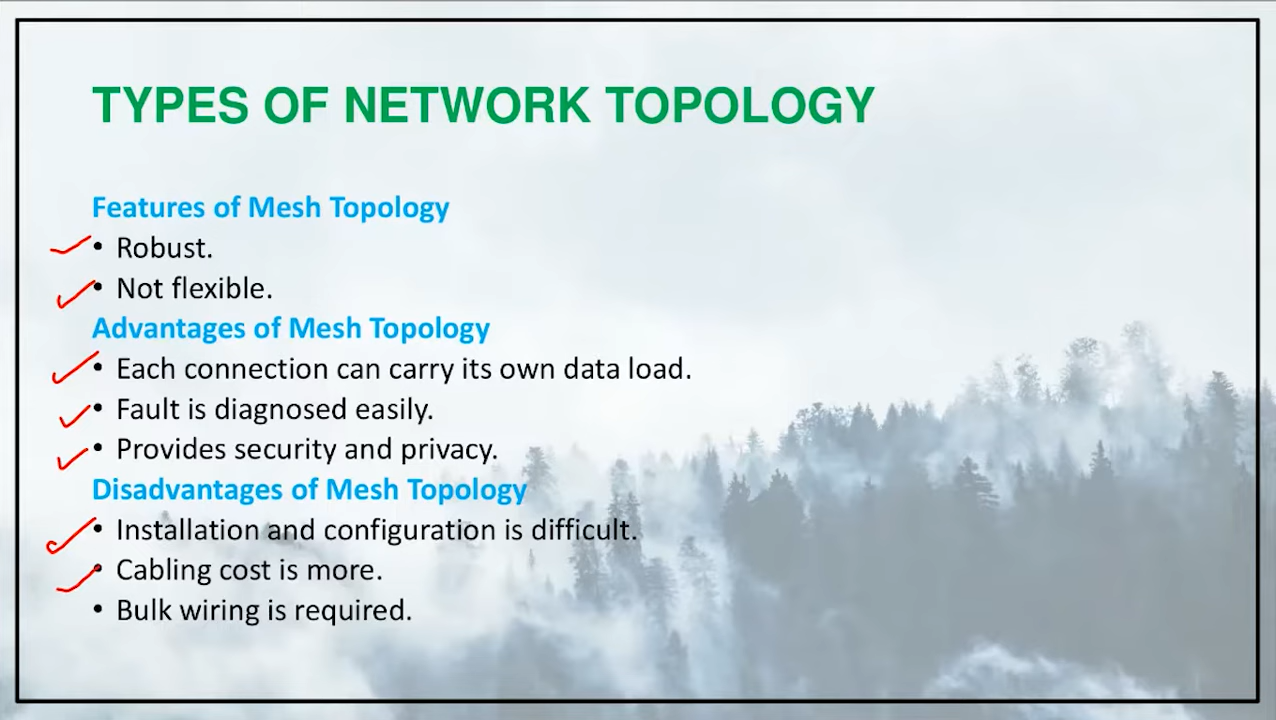 TYPES OF NETWORK TOPOLOGY
Features of Mesh Topology
• Robust.
• Not flexible.
Advantages of Mesh Topology
• Each connection can carry its own data load.
• Fault is diagnosed easily.
• Provides security and privacy.
Disadvantages of Mesh Topology
• Installation and configuration is difficult.
• Cabling cost is more.
• Bulk wiring is required.